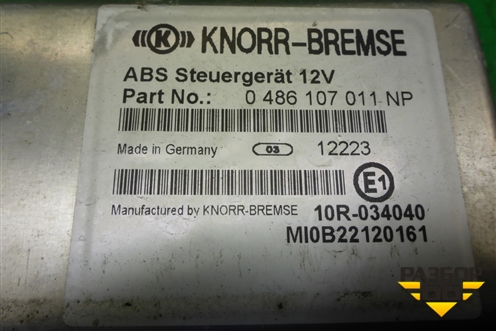 ((K)) KNORR-BREMSE
ABS Steuergerät 12V
Part No.: 0 486 107 011 NP
Made in Germany 03 12223
E1
Manufactured by KNORR-BREMSE 10R-034040
MI0B22120161
РАЗБОР